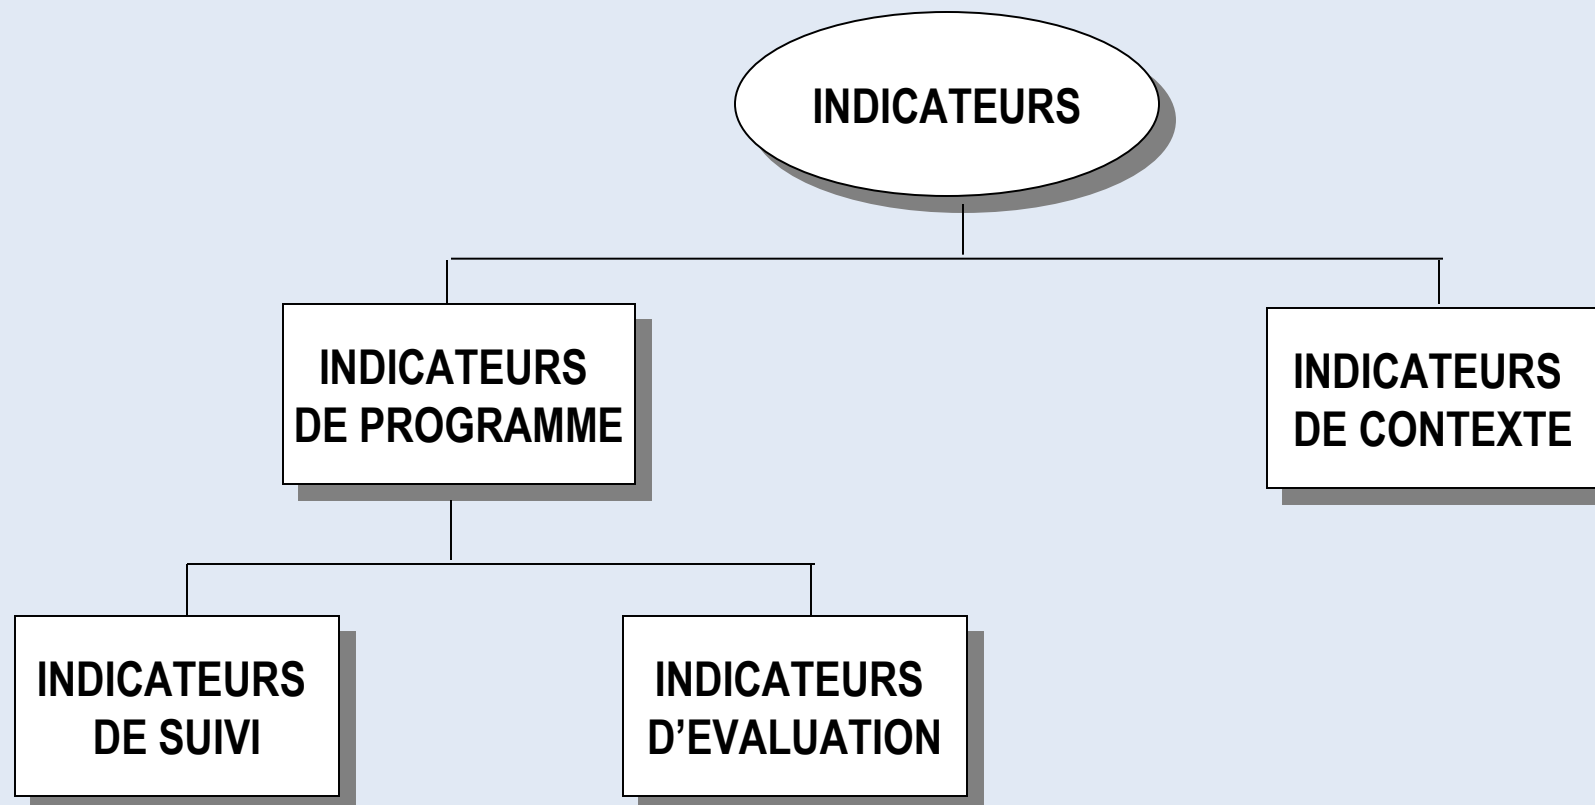 INDICATEURS
INDICATEURS
DE PROGRAMME
INDICATEURS
DE CONTEXTE
INDICATEURS
DE SUIVI
INDICATEURS
D’EVALUATION